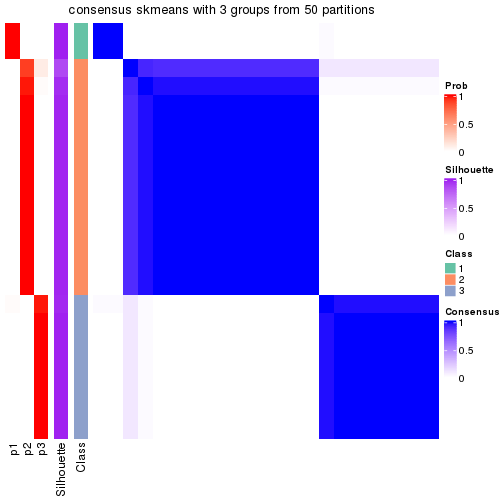 consensus skmeans with 3 groups from 50 partitions
Prob
1
0.5
0
Silhouette
1
0.5
0
Class
1
2
3
Consensus
1
0.5
0
p1
p2
p3
Silhouette
Class